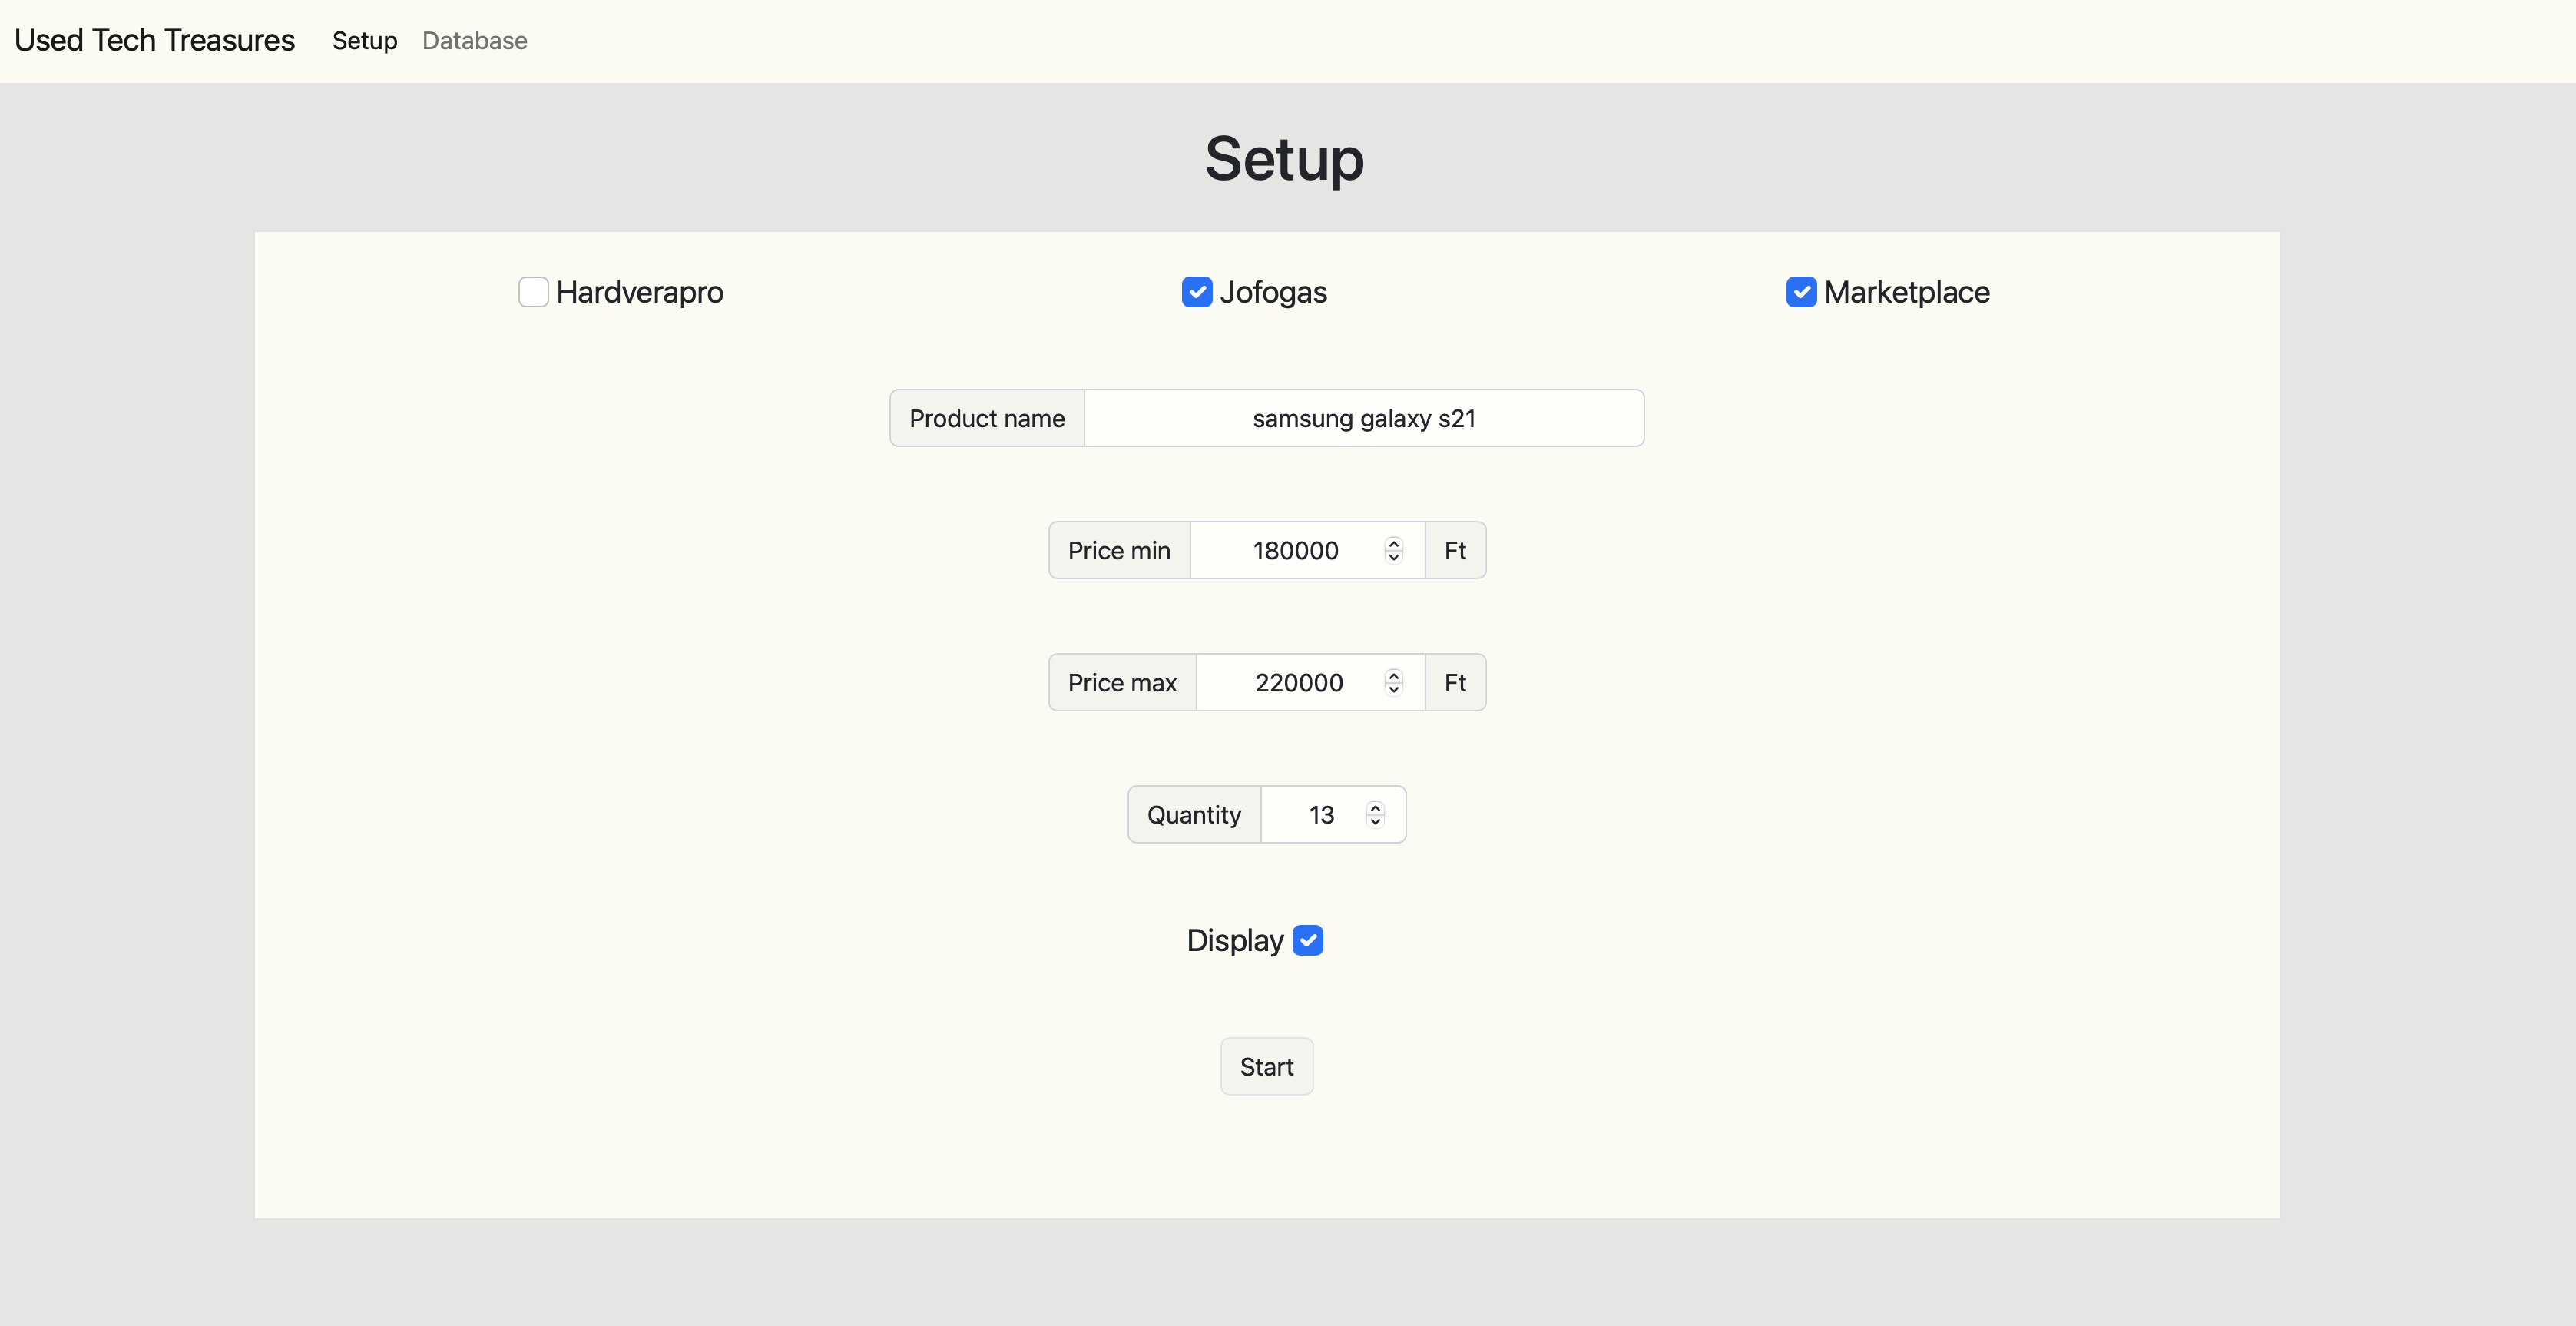 Used Tech Treasures Setup Database
Setup
Hardverapro Jofogas Marketplace
Product name samsung galaxy s21
Price min 180000 Ft
Price max 220000 Ft
Quantity 13
Display
Start